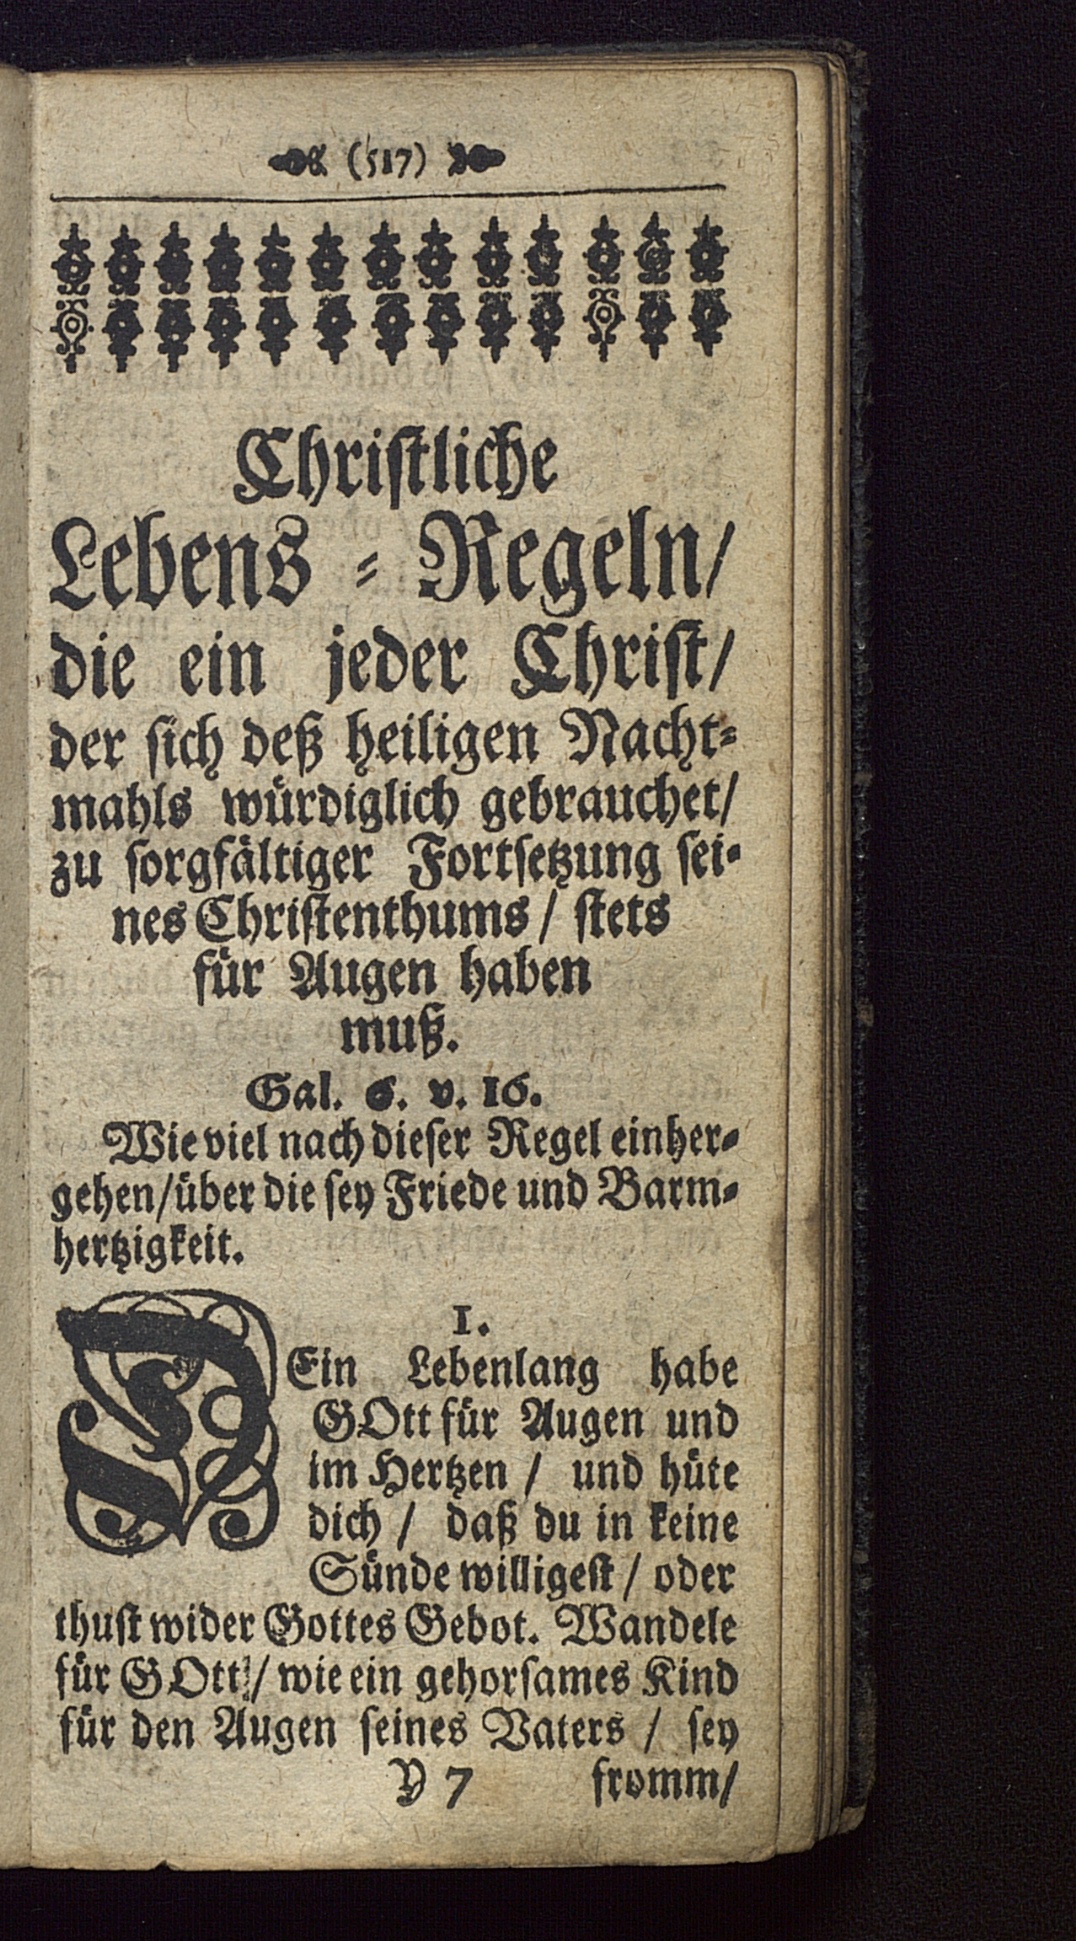 (517)
Christliche
Lebens-Regeln/
die ein jeder Christ/
der sich deß heiligen Nacht-
mahls würdiglich gebrauchet/
zu sorgfältiger Fortsetzung sei-
nes Christenthums/ stets
für Augen haben
muß.
Gal. 6. v. 16.
Wie viel nach dieser Regel einher-
gehen/über die sey Friede und Barm-
hertzigkeit.
1.
DEin Lebenlang habe
GOtt für Augen und
im Hertzen / und hüte
dich / daß du in keine
Sünde willigest / oder
thust wider Gottes Gebot. Wandele
für GOtt/ wie ein gehorsames Kind
für den Augen seines Vaters / sey
Y 7 fromm/